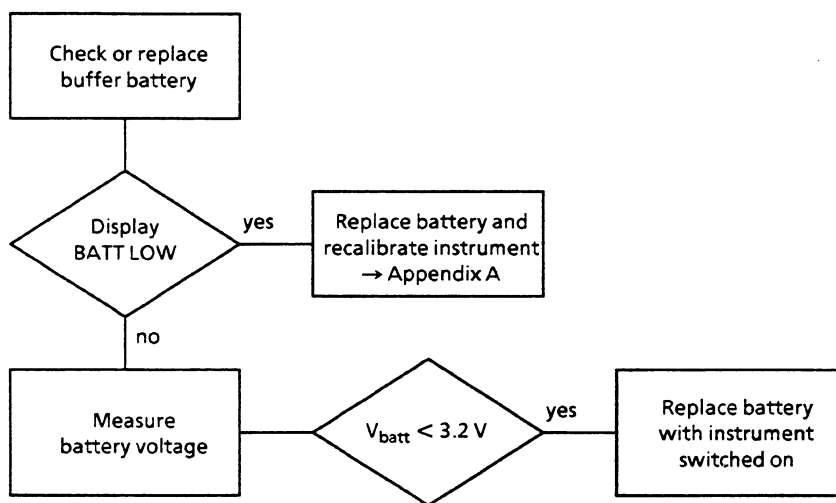 Check or replace
buffer battery
Display
BATT LOW
yes
Replace battery and
recalibrate instrument
→ Appendix A
no
Measure
battery voltage
V_batt < 3.2 V
yes
Replace battery
with instrument
switched on